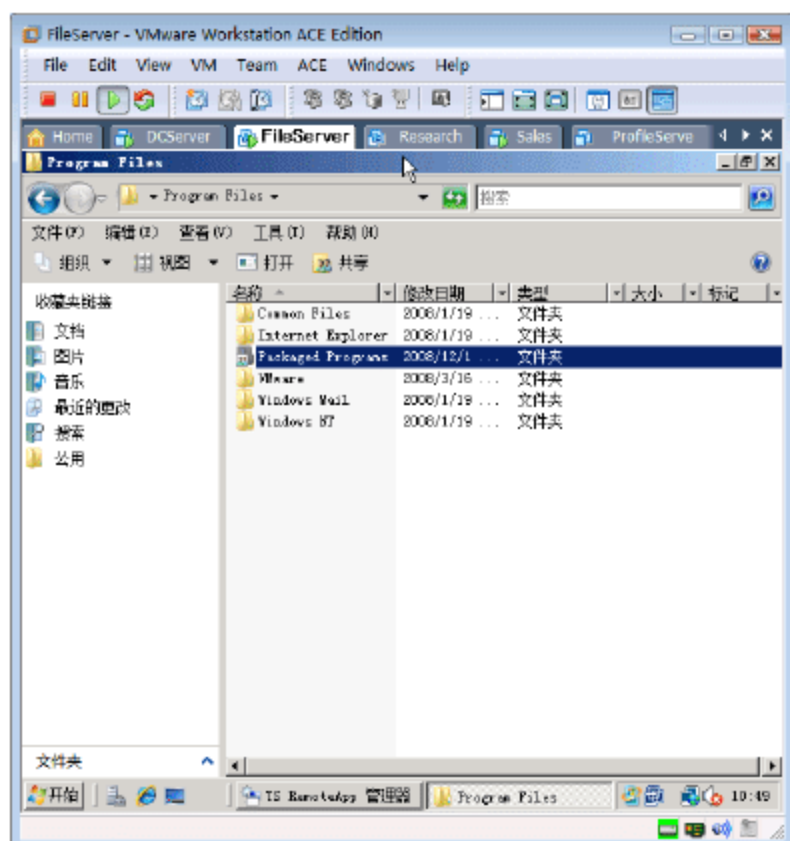 FileServer - VMware Workstation ACE Edition
File Edit View VM Team ACE Windows Help
Home DCServer FileServer Research Sales ProfileServe
Program Files
Program Files 搜索
文件(F) 编辑(E) 查看(V) 工具(T) 帮助(H)
组织 视图 打开 共享
收藏夹链接
文档
图片
音乐
最近的更改
搜索
公用
名称 修改日期 类型 大小 标记
Common Files 2008/1/19 ... 文件夹
Internet Explorer 2008/1/19 ... 文件夹
Packaged Programs 2008/12/1 ... 文件夹
VMware 2008/3/16 ... 文件夹
Windows Mail 2008/1/19 ... 文件夹
Windows NT 2008/1/19 ... 文件夹
文件夹
开始 TS RemoteApp 管理器 Program Files 10:49